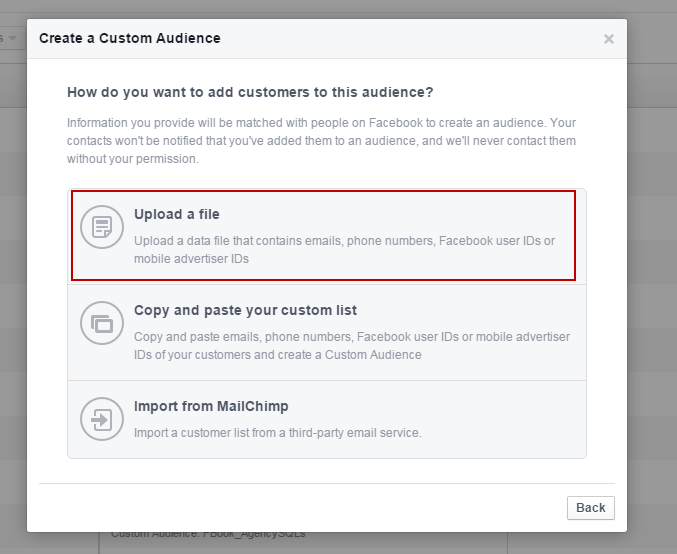 Create a Custom Audience
How do you want to add customers to this audience?
Information you provide will be matched with people on Facebook to create an audience. Your
contacts won't be notified that you've added them to an audience, and we'll never contact them
without your permission.
Upload a file
Upload a data file that contains emails, phone numbers, Facebook user IDs or
mobile advertiser IDs
Copy and paste your custom list
Copy and paste emails, phone numbers, Facebook user IDs or mobile advertiser
IDs of your customers and create a Custom Audience
Import from MailChimp
Import a customer list from a third-party email service.
Back
Custom Audience: FBook_AgencySQLs